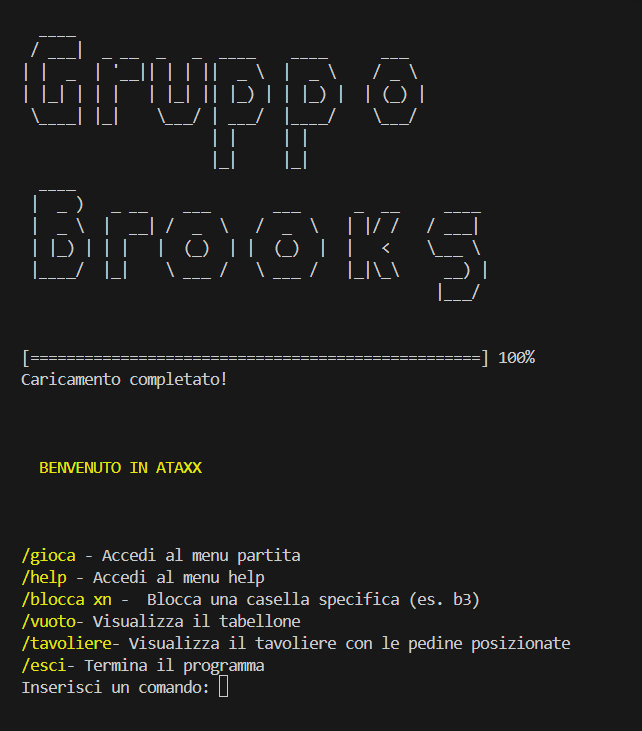 Gruppo
Brooks
[==================================================] 100%
Caricamento completato!
BENVENUTO IN ATAXX
/gioca - Accedi al menu partita
/help - Accedi al menu help
/blocca xn -  Blocca una casella specifica (es. b3)
/vuoto- Visualizza il tabellone
/tavoliere- Visualizza il tavoliere con le pedine posizionate
/esci- Termina il programma
Inserisci un comando: